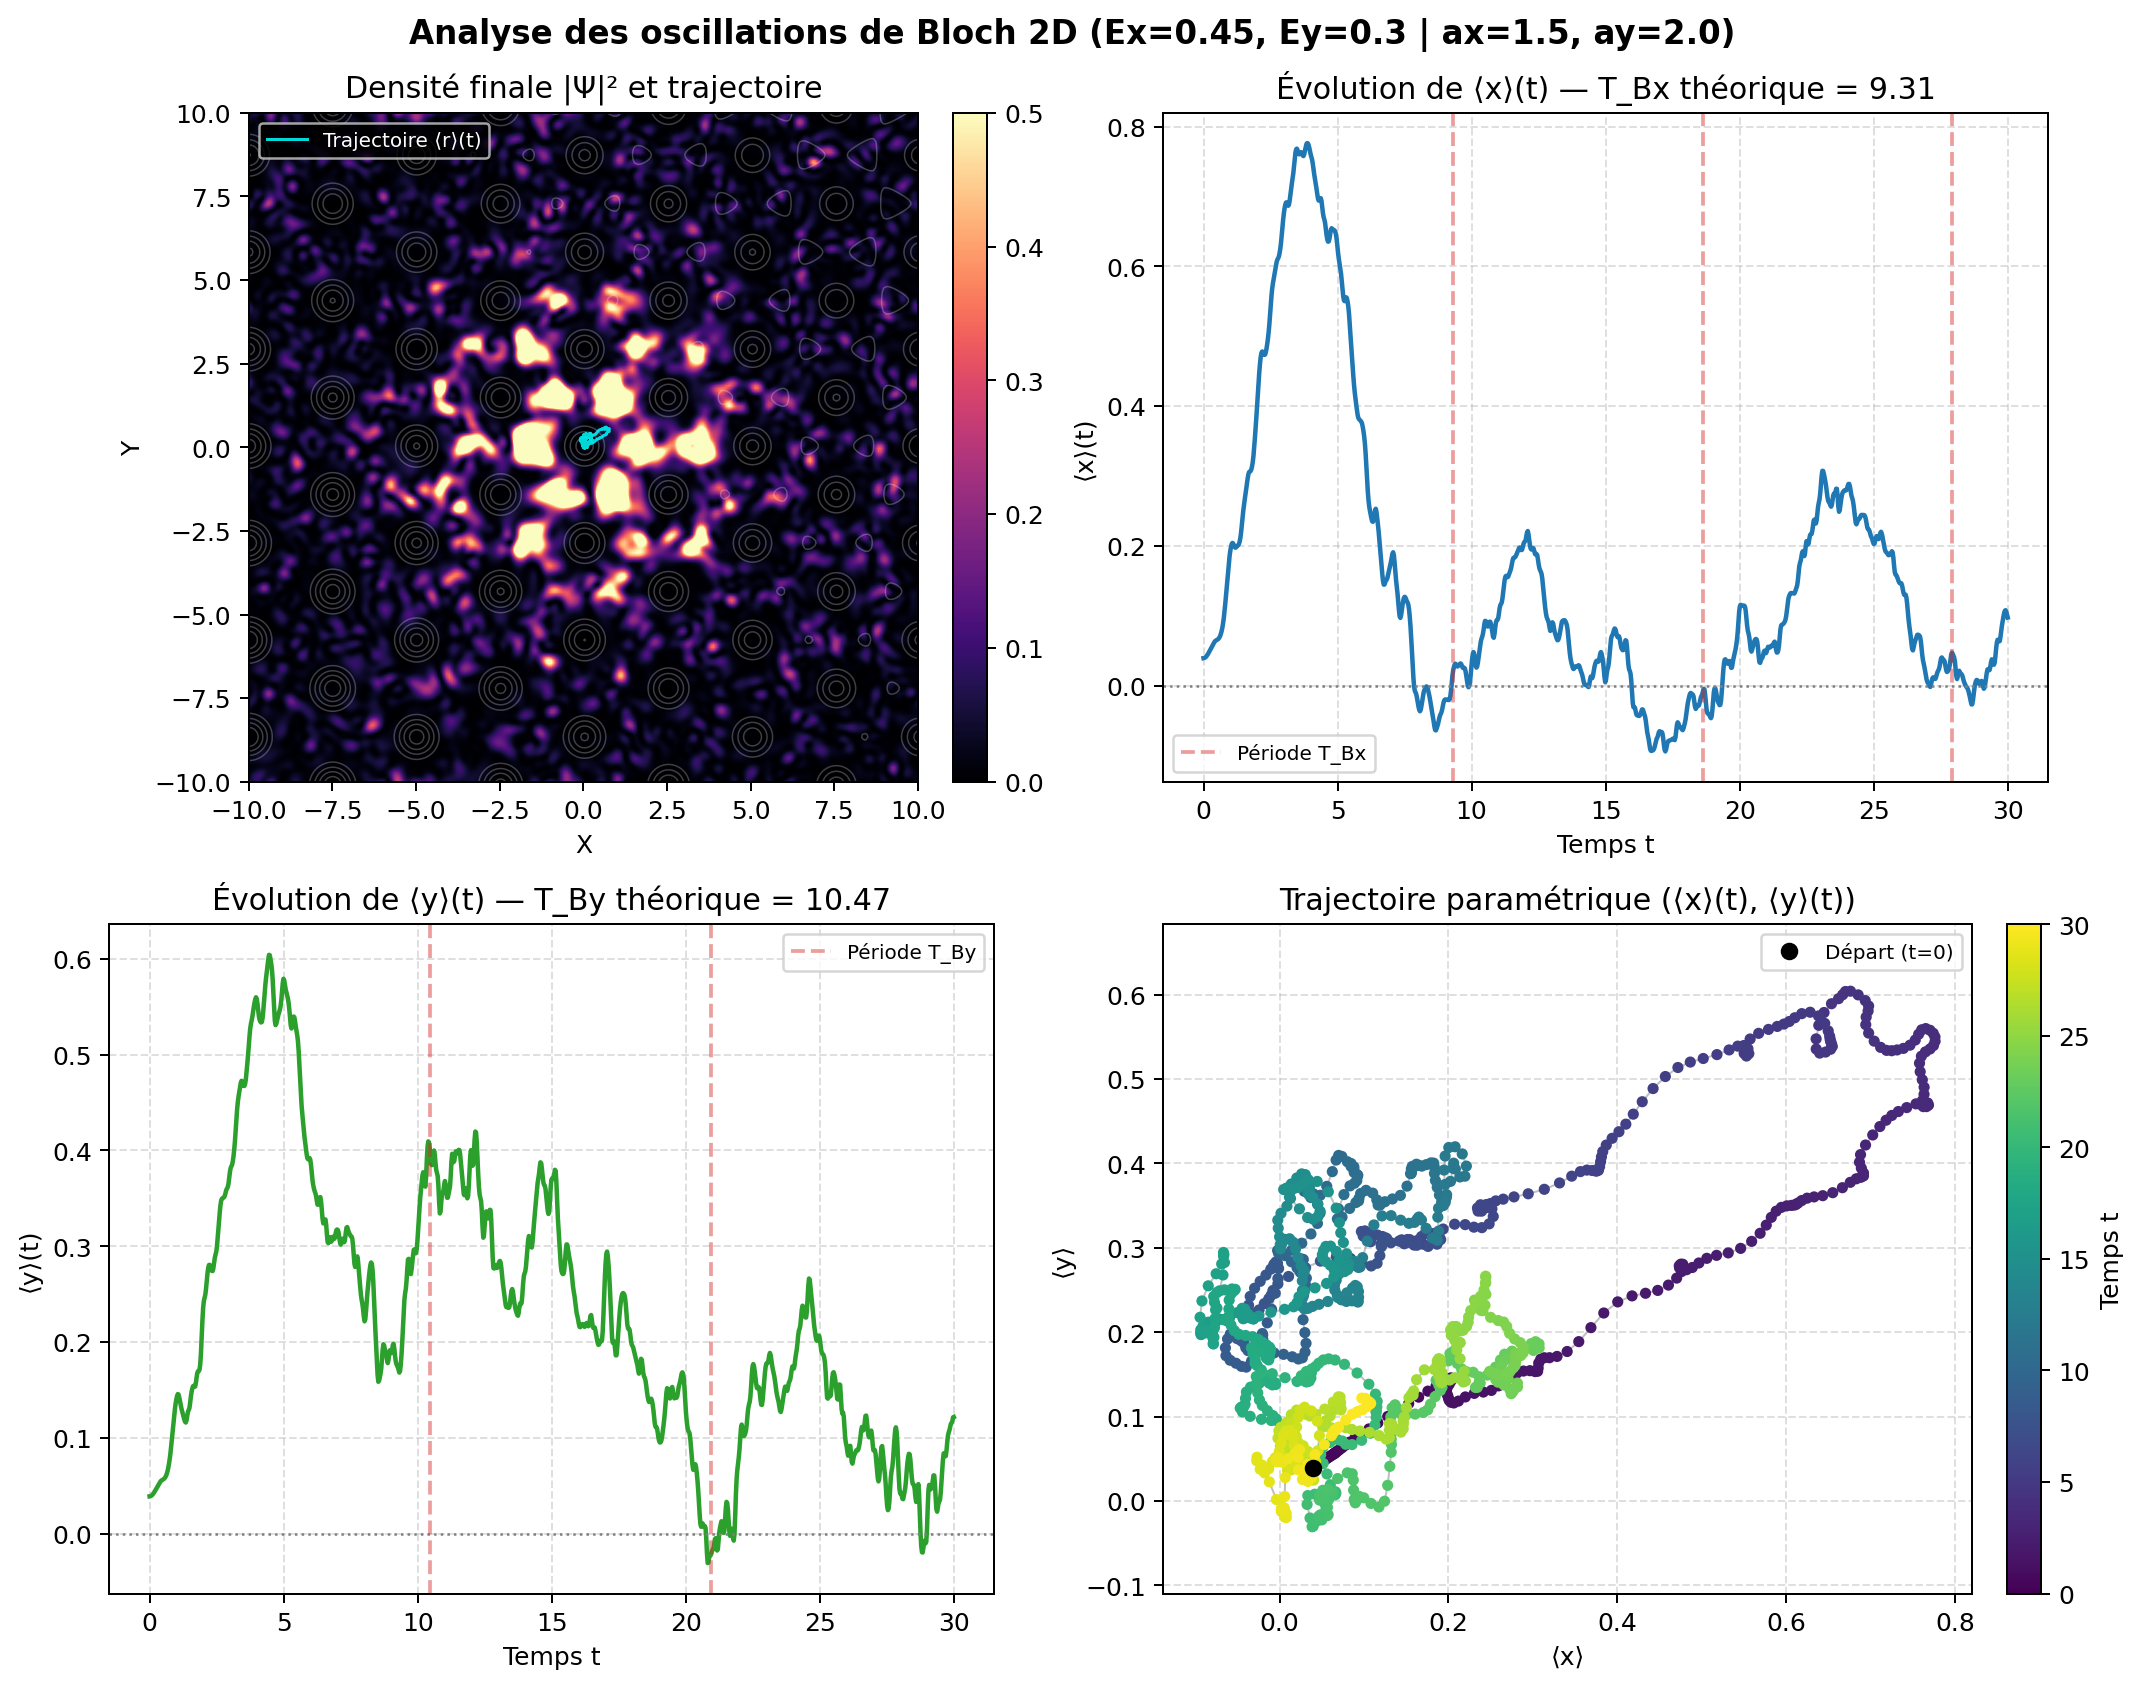 Analyse des oscillations de Bloch 2D (Ex=0.45, Ey=0.3 | ax=1.5, ay=2.0)
Densité finale |Ψ|² et trajectoire
Trajectoire ⟨r⟩(t)
10.0
7.5
5.0
2.5
0.0
−2.5
−5.0
−7.5
−10.0
Y
−10.0 −7.5 −5.0 −2.5 0.0 2.5 5.0 7.5 10.0
X
0.5
0.4
0.3
0.2
0.1
0.0
Évolution de ⟨x⟩(t) — T_Bx théorique = 9.31
0.8
0.6
0.4
0.2
0.0
⟨x⟩(t)
Période T_Bx
0 5 10 15 20 25 30
Temps t
Évolution de ⟨y⟩(t) — T_By théorique = 10.47
Période T_By
0.6
0.5
0.4
0.3
0.2
0.1
0.0
⟨y⟩(t)
0 5 10 15 20 25 30
Temps t
Trajectoire paramétrique (⟨x⟩(t), ⟨y⟩(t))
Départ (t=0)
0.6
0.5
0.4
0.3
0.2
0.1
0.0
−0.1
⟨y⟩
0.0 0.2 0.4 0.6 0.8
⟨x⟩
30
25
20
15
10
5
0
Temps t